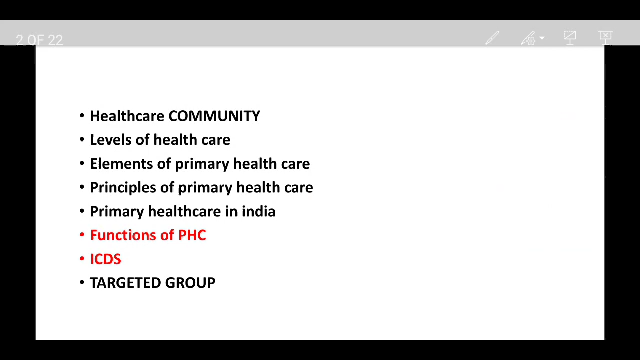 2 OF 22
• Healthcare COMMUNITY
• Levels of health care
• Elements of primary health care
• Principles of primary health care
• Primary healthcare in india
• Functions of PHC
• ICDS
• TARGETED GROUP